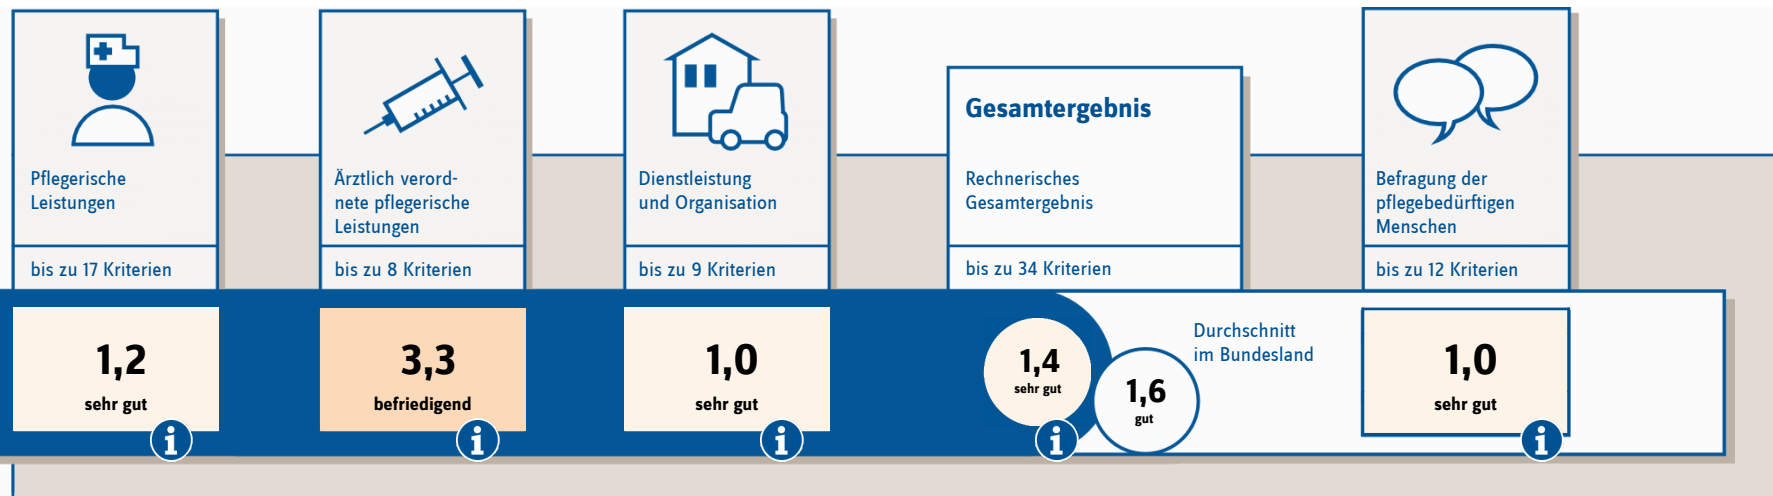 Pflegerische
Leistungen
bis zu 17 Kriterien
1,2
sehr gut
i
Ärztlich verord-
nete pflegerische
Leistungen
bis zu 8 Kriterien
3,3
befriedigend
i
Dienstleistung
und Organisation
bis zu 9 Kriterien
1,0
sehr gut
i
Gesamtergebnis
Rechnerisches
Gesamtergebnis
bis zu 34 Kriterien
1,4
sehr gut
i
1,6
gut
Durchschnitt
im Bundesland
Befragung der
pflegebedürftigen
Menschen
bis zu 12 Kriterien
1,0
sehr gut
i